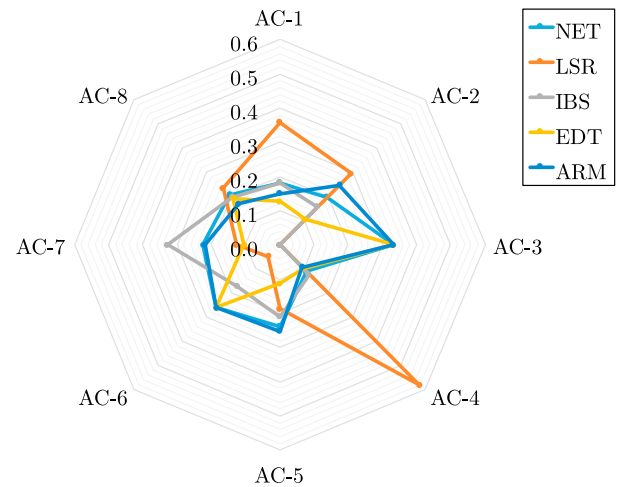 AC-1
AC-2
AC-3
AC-4
AC-5
AC-6
AC-7
AC-8
0.6
0.5
0.4
0.3
0.2
0.1
0.0
NET
LSR
IBS
EDT
ARM